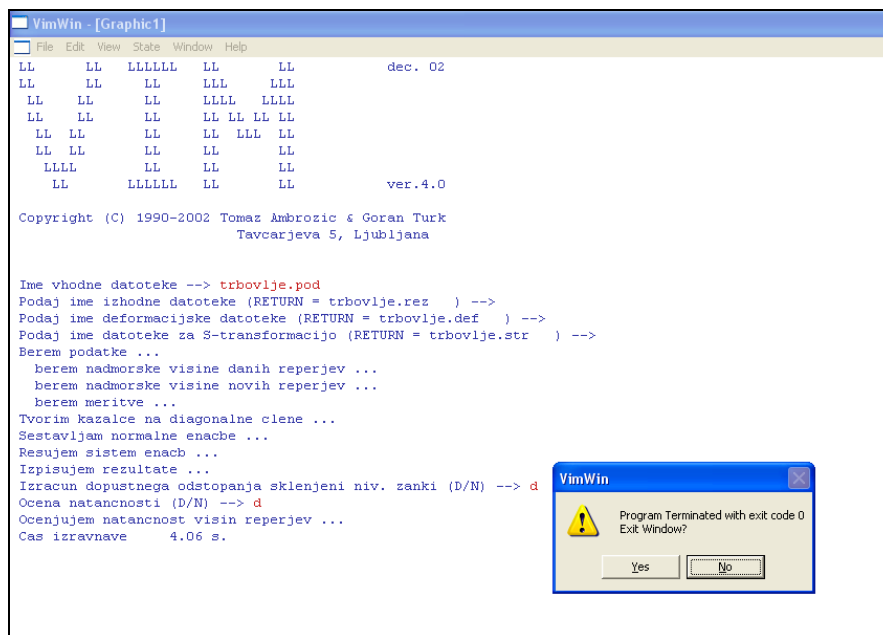 VimWin - [Graphic1]
File Edit View State Window Help
LL       LL   LLLLLL   LL       LL           dec. 02
LL       LL     LL     LLL     LLL
 LL     LL      LL     LLLL   LLLL
 LL     LL      LL     LL LL LL LL
  LL   LL       LL     LL  LLL  LL
  LL  LL        LL     LL       LL
   LLLL         LL     LL       LL
    LL        LLLLLL   LL       LL           ver.4.0
Copyright (C) 1990-2002 Tomaz Ambrozic & Goran Turk
Tavcarjeva 5, Ljubljana
Ime vhodne datoteke --> trbovlje.pod
Podaj ime izhodne datoteke (RETURN = trbovlje.rez   ) -->
Podaj ime deformacijske datoteke (RETURN = trbovlje.def   ) -->
Podaj ime datoteke za S-transformacijo (RETURN = trbovlje.str   ) -->
Berem podatke ...
berem nadmorske visine danih reperjev ...
berem nadmorske visine novih reperjev ...
berem meritve ...
Tvorim kazalce na diagonalne clene ...
Sestavljam normalne enacbe ...
Resujem sistem enacb ...
Izpisujem rezultate ...
Izracun dopustnega odstopanja sklenjeni niv. zanki (D/N) --> d
Ocena natancnosti (D/N) --> d
Ocenjujem natancnost visin reperjev ...
Cas izravnave     4.06 s.
VimWin
Program Terminated with exit code 0
Exit Window?
Yes
No